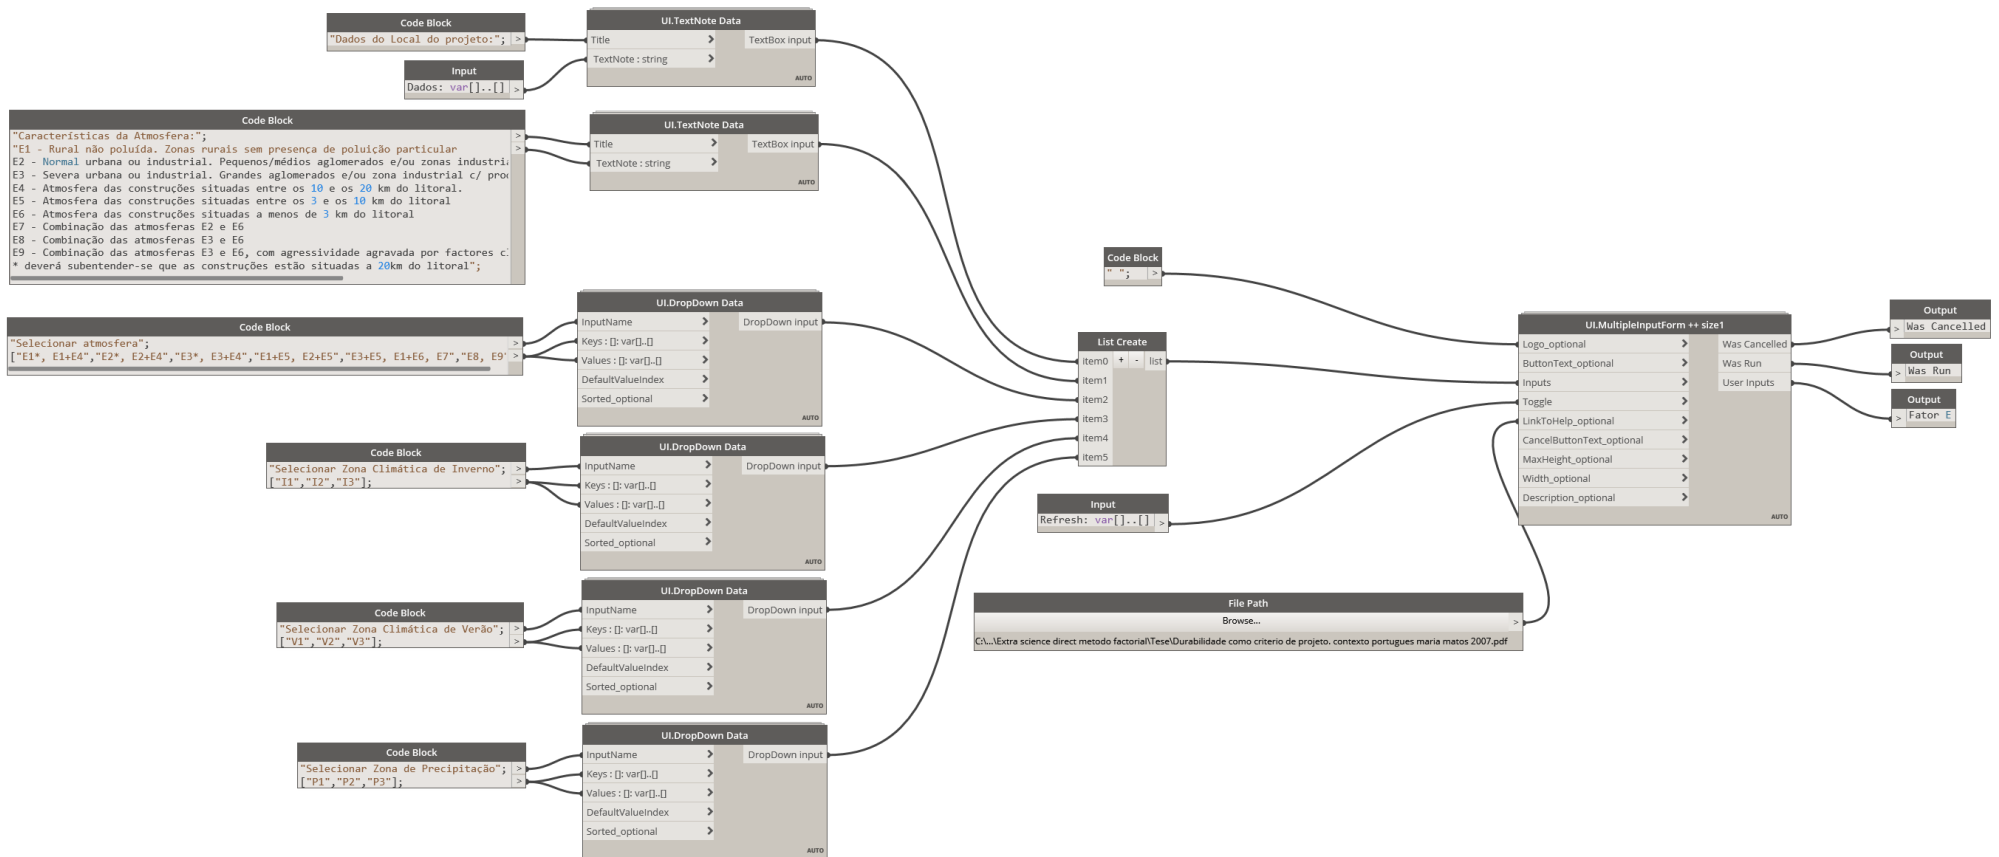 Code Block
"Dados do Local do projeto:"; >
Input
Dados: var[]..[] >
UI.TextNote Data
Title > TextBox input
TextNote : string >
AUTO
Code Block
"Características da Atmosfera:"; >
"E1 - Rural não poluída. Zonas rurais sem presença de poluição particular >
E2 - Normal urbana ou industrial. Pequenos/médios aglomerados e/ou zonas industria
E3 - Severa urbana ou industrial. Grandes aglomerados e/ou zona industrial c/ prod
E4 - Atmosfera das construções situadas entre os 10 e os 20 km do litoral.
E5 - Atmosfera das construções situadas entre os 3 e os 10 km do litoral
E6 - Atmosfera das construções situadas a menos de 3 km do litoral
E7 - Combinação das atmosferas E2 e E6
E8 - Combinação das atmosferas E3 e E6
E9 - Combinação das atmosferas E3 e E6, com agressividade agravada por factores c
* deverá subentender-se que as construções estão situadas a 20km do litoral";
UI.TextNote Data
Title > TextBox input
TextNote : string >
AUTO
Code Block
"Selecionar atmosfera"; >
["E1*, E1+E4","E2*, E2+E4","E3*, E3+E4","E1+E5, E2+E5","E3+E5, E1+E6, E7","E8, E9" >
UI.DropDown Data
InputName > DropDown input
Keys : []: var[]..[] >
Values : []: var[]..[] >
DefaultValueIndex >
Sorted_optional >
AUTO
Code Block
"Selecionar Zona Climática de Inverno"; >
["I1","I2","I3"]; >
UI.DropDown Data
InputName > DropDown input
Keys : []: var[]..[] >
Values : []: var[]..[] >
DefaultValueIndex >
Sorted_optional >
AUTO
Code Block
"Selecionar Zona Climática de Verão"; >
["V1","V2","V3"]; >
UI.DropDown Data
InputName > DropDown input
Keys : []: var[]..[] >
Values : []: var[]..[] >
DefaultValueIndex >
Sorted_optional >
AUTO
Code Block
"Selecionar Zona de Precipitação"; >
["P1","P2","P3"]; >
UI.DropDown Data
InputName > DropDown input
Keys : []: var[]..[] >
Values : []: var[]..[] >
DefaultValueIndex >
Sorted_optional >
AUTO
List Create
item0 + - list
item1
item2
item3
item4
item5
Code Block
" "; >
Input
Refresh: var[]..[] >
File Path
Browse... >
C:\...\Extra science direct metodo factorial\Tese\Durabilidade como criterio de projeto. contexto portugues maria matos 2007.pdf
UI.MultipleInputForm ++ size1
Logo_optional > Was Cancelled
ButtonText_optional > Was Run
Inputs > User Inputs
Toggle >
LinkToHelp_optional >
CancelButtonText_optional >
MaxHeight_optional >
Width_optional >
Description_optional >
AUTO
Output
> Was Cancelled
Output
> Was Run
Output
> Fator E